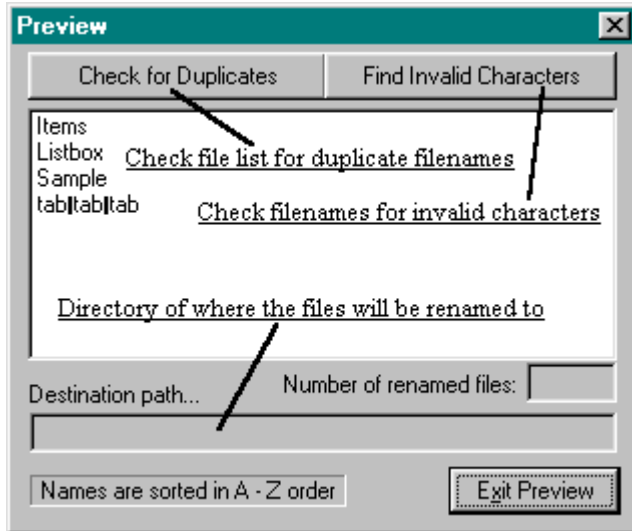 Preview
Check for Duplicates
Find Invalid Characters
Items
Listbox
Check file list for duplicate filenames
Sample
tab|tab|tab
Check filenames for invalid characters
Directory of where the files will be renamed to
Number of renamed files:
Destination path...
Names are sorted in A - Z order
Exit Preview